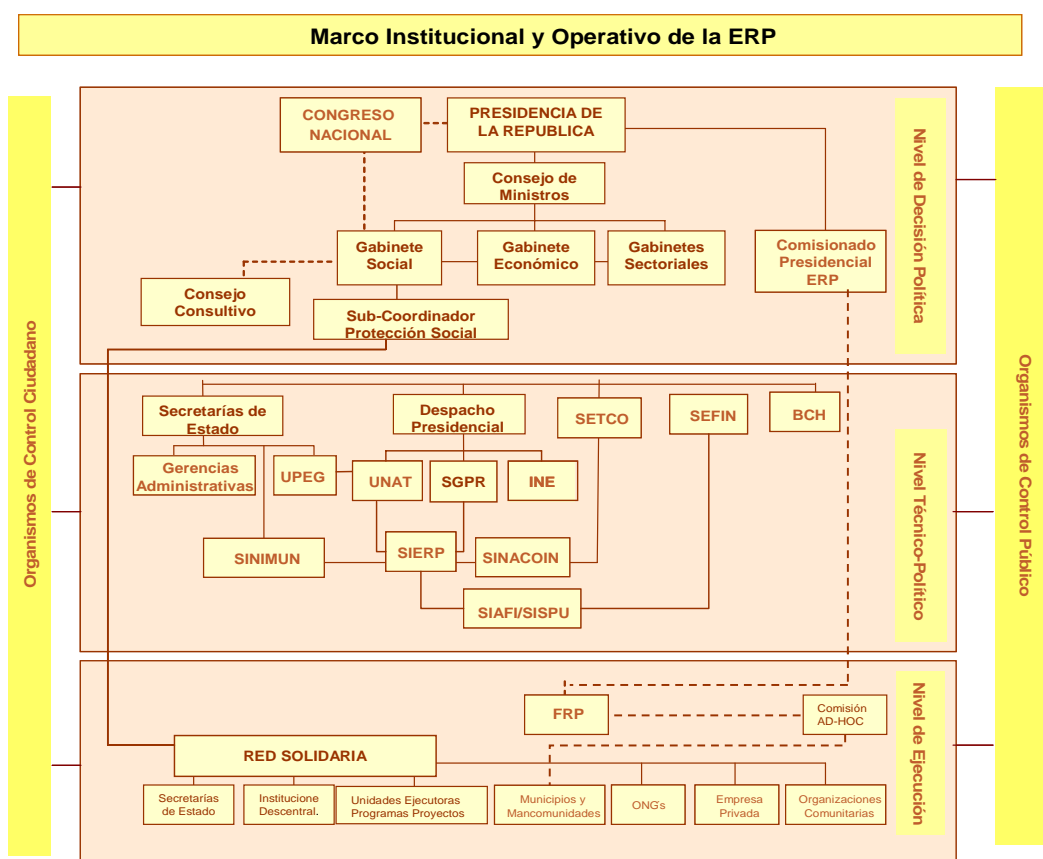 Marco Institucional y Operativo de la ERP
Organismos de Control Ciudadano
CONGRESO
NACIONAL
PRESIDENCIA DE
LA REPUBLICA
Consejo de
Ministros
Gabinete
Social
Gabinete
Económico
Gabinetes
Sectoriales
Comisionado
Presidencial
ERP
Consejo
Consultivo
Sub-Coordinador
Protección Social
Nivel de Decisión Política
Secretarías de
Estado
Despacho
Presidencial
SETCO
SEFIN
BCH
Gerencias
Administrativas
UPEG
UNAT
SGPR
INE
SINIMUN
SIERP
SINACOIN
SIAFI/SISPU
Nivel Técnico-Político
FRP
Comisión
AD-HOC
RED SOLIDARIA
Secretarías
de Estado
Institucione
Descentral.
Unidades Ejecutoras
Programas Proyectos
Municipios y
Mancomunidades
ONG's
Empresa
Privada
Organizaciones
Comunitarias
Nivel de Ejecución
Organismos de Control Público